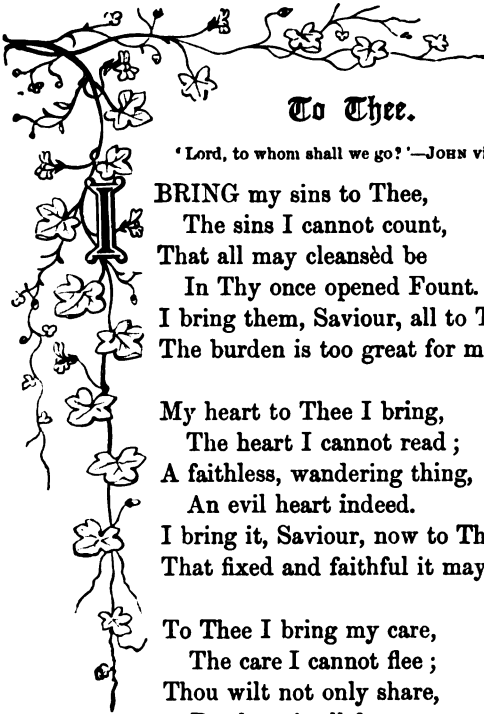 To Thee.
‘Lord, to whom shall we go?’—JOHN
I BRING my sins to Thee,
The sins I cannot count,
That all may cleansèd be
In Thy once opened Fount.
I bring them, Saviour, all to
The burden is too great for
My heart to Thee I bring,
The heart I cannot read ;
A faithless, wandering thing,
An evil heart indeed.
I bring it, Saviour, now to
That fixed and faithful it may
To Thee I bring my care,
The care I cannot flee ;
Thou wilt not only share,